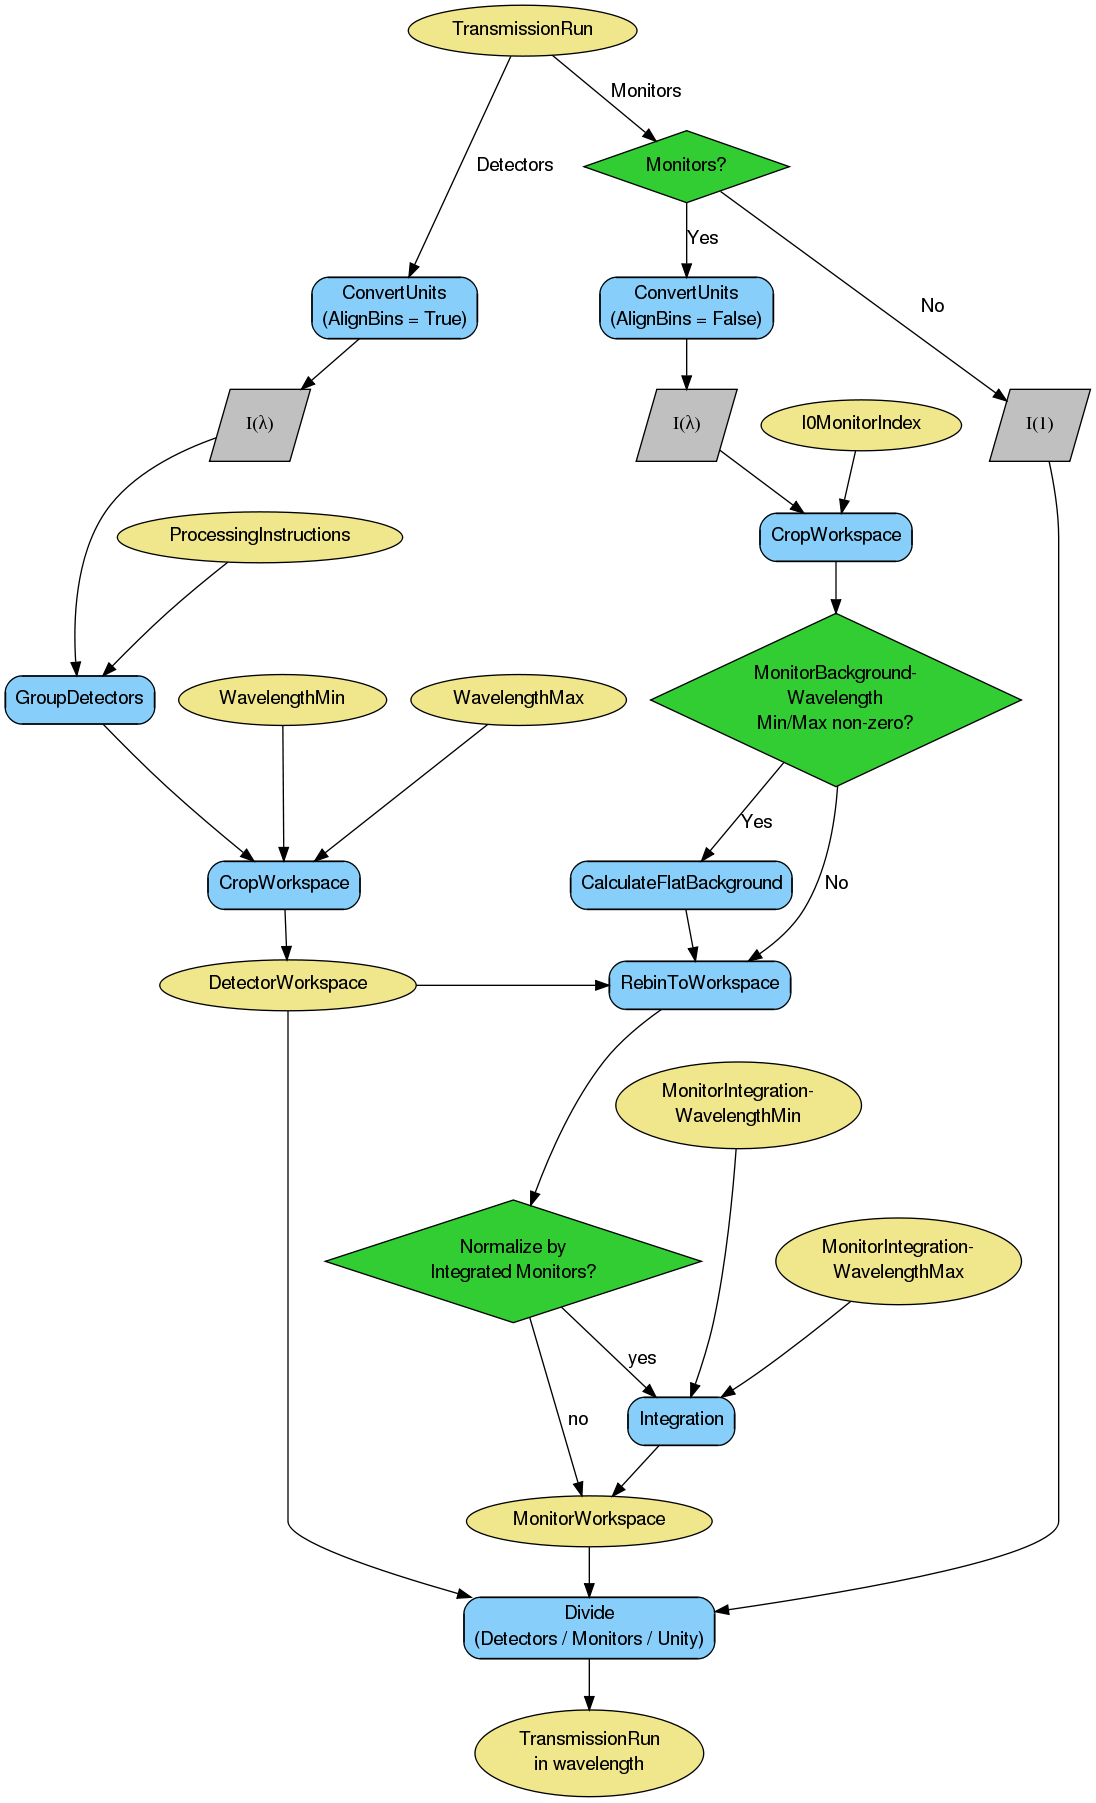 TransmissionRun
Monitors
Detectors
Monitors?
Yes
No
ConvertUnits
(AlignBins = True)
ConvertUnits
(AlignBins = False)
I(λ)
I(λ)
I0MonitorIndex
I(1)
ProcessingInstructions
CropWorkspace
GroupDetectors
WavelengthMin
WavelengthMax
MonitorBackground-
Wavelength
Min/Max non-zero?
Yes
No
CropWorkspace
CalculateFlatBackground
DetectorWorkspace
RebinToWorkspace
MonitorIntegration-
WavelengthMin
Normalize by
Integrated Monitors?
MonitorIntegration-
WavelengthMax
yes
no
Integration
MonitorWorkspace
Divide
(Detectors / Monitors / Unity)
TransmissionRun
in wavelength